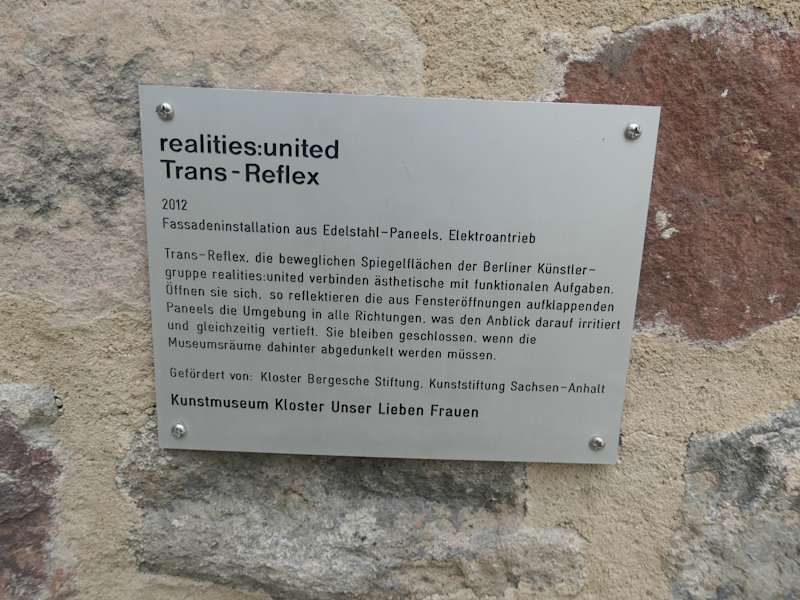 realities:united
Trans-Reflex
2012
Fassadeninstallation aus Edelstahl-Paneels, Elektroantrieb
Trans-Reflex, die beweglichen Spiegelflächen der Berliner Künstler-
gruppe realities:united verbinden ästhetische mit funktionalen Aufgaben.
Öffnen sie sich, so reflektieren die aus Fensteröffnungen aufklappenden
Paneels die Umgebung in alle Richtungen, was den Anblick darauf irritiert
und gleichzeitig vertieft. Sie bleiben geschlossen, wenn die
Museumsräume dahinter abgedunkelt werden müssen.
Gefördert von: Kloster Bergesche Stiftung, Kunststiftung Sachsen-Anhalt
Kunstmuseum Kloster Unser Lieben Frauen